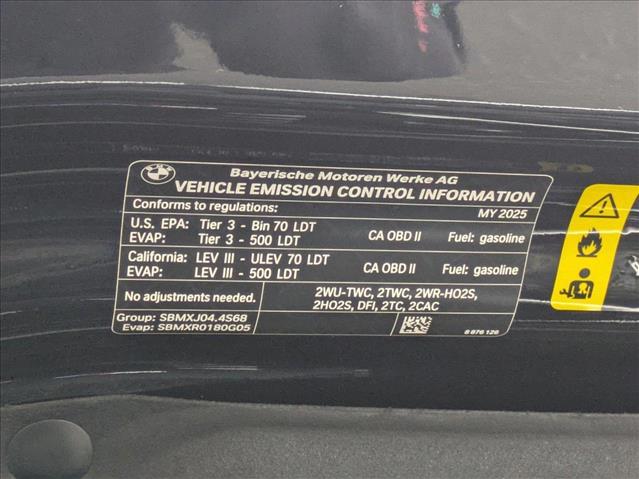 BMW
Bayerische Motoren Werke AG
VEHICLE EMISSION CONTROL INFORMATION
Conforms to regulations: MY 2025
U.S. EPA: Tier 3 - Bin 70 LDT
EVAP: Tier 3 - 500 LDT
CA OBD II Fuel: gasoline
California: LEV III - ULEV 70 LDT
EVAP: LEV III - 500 LDT
CA OBD II Fuel: gasoline
No adjustments needed.
2WU-TWC, 2TWC, 2WR-HO2S,
2HO2S, DFI, 2TC, 2CAC
Group: SBMXJ04.4S68
Evap: SBMXR0180G05
8 876 126